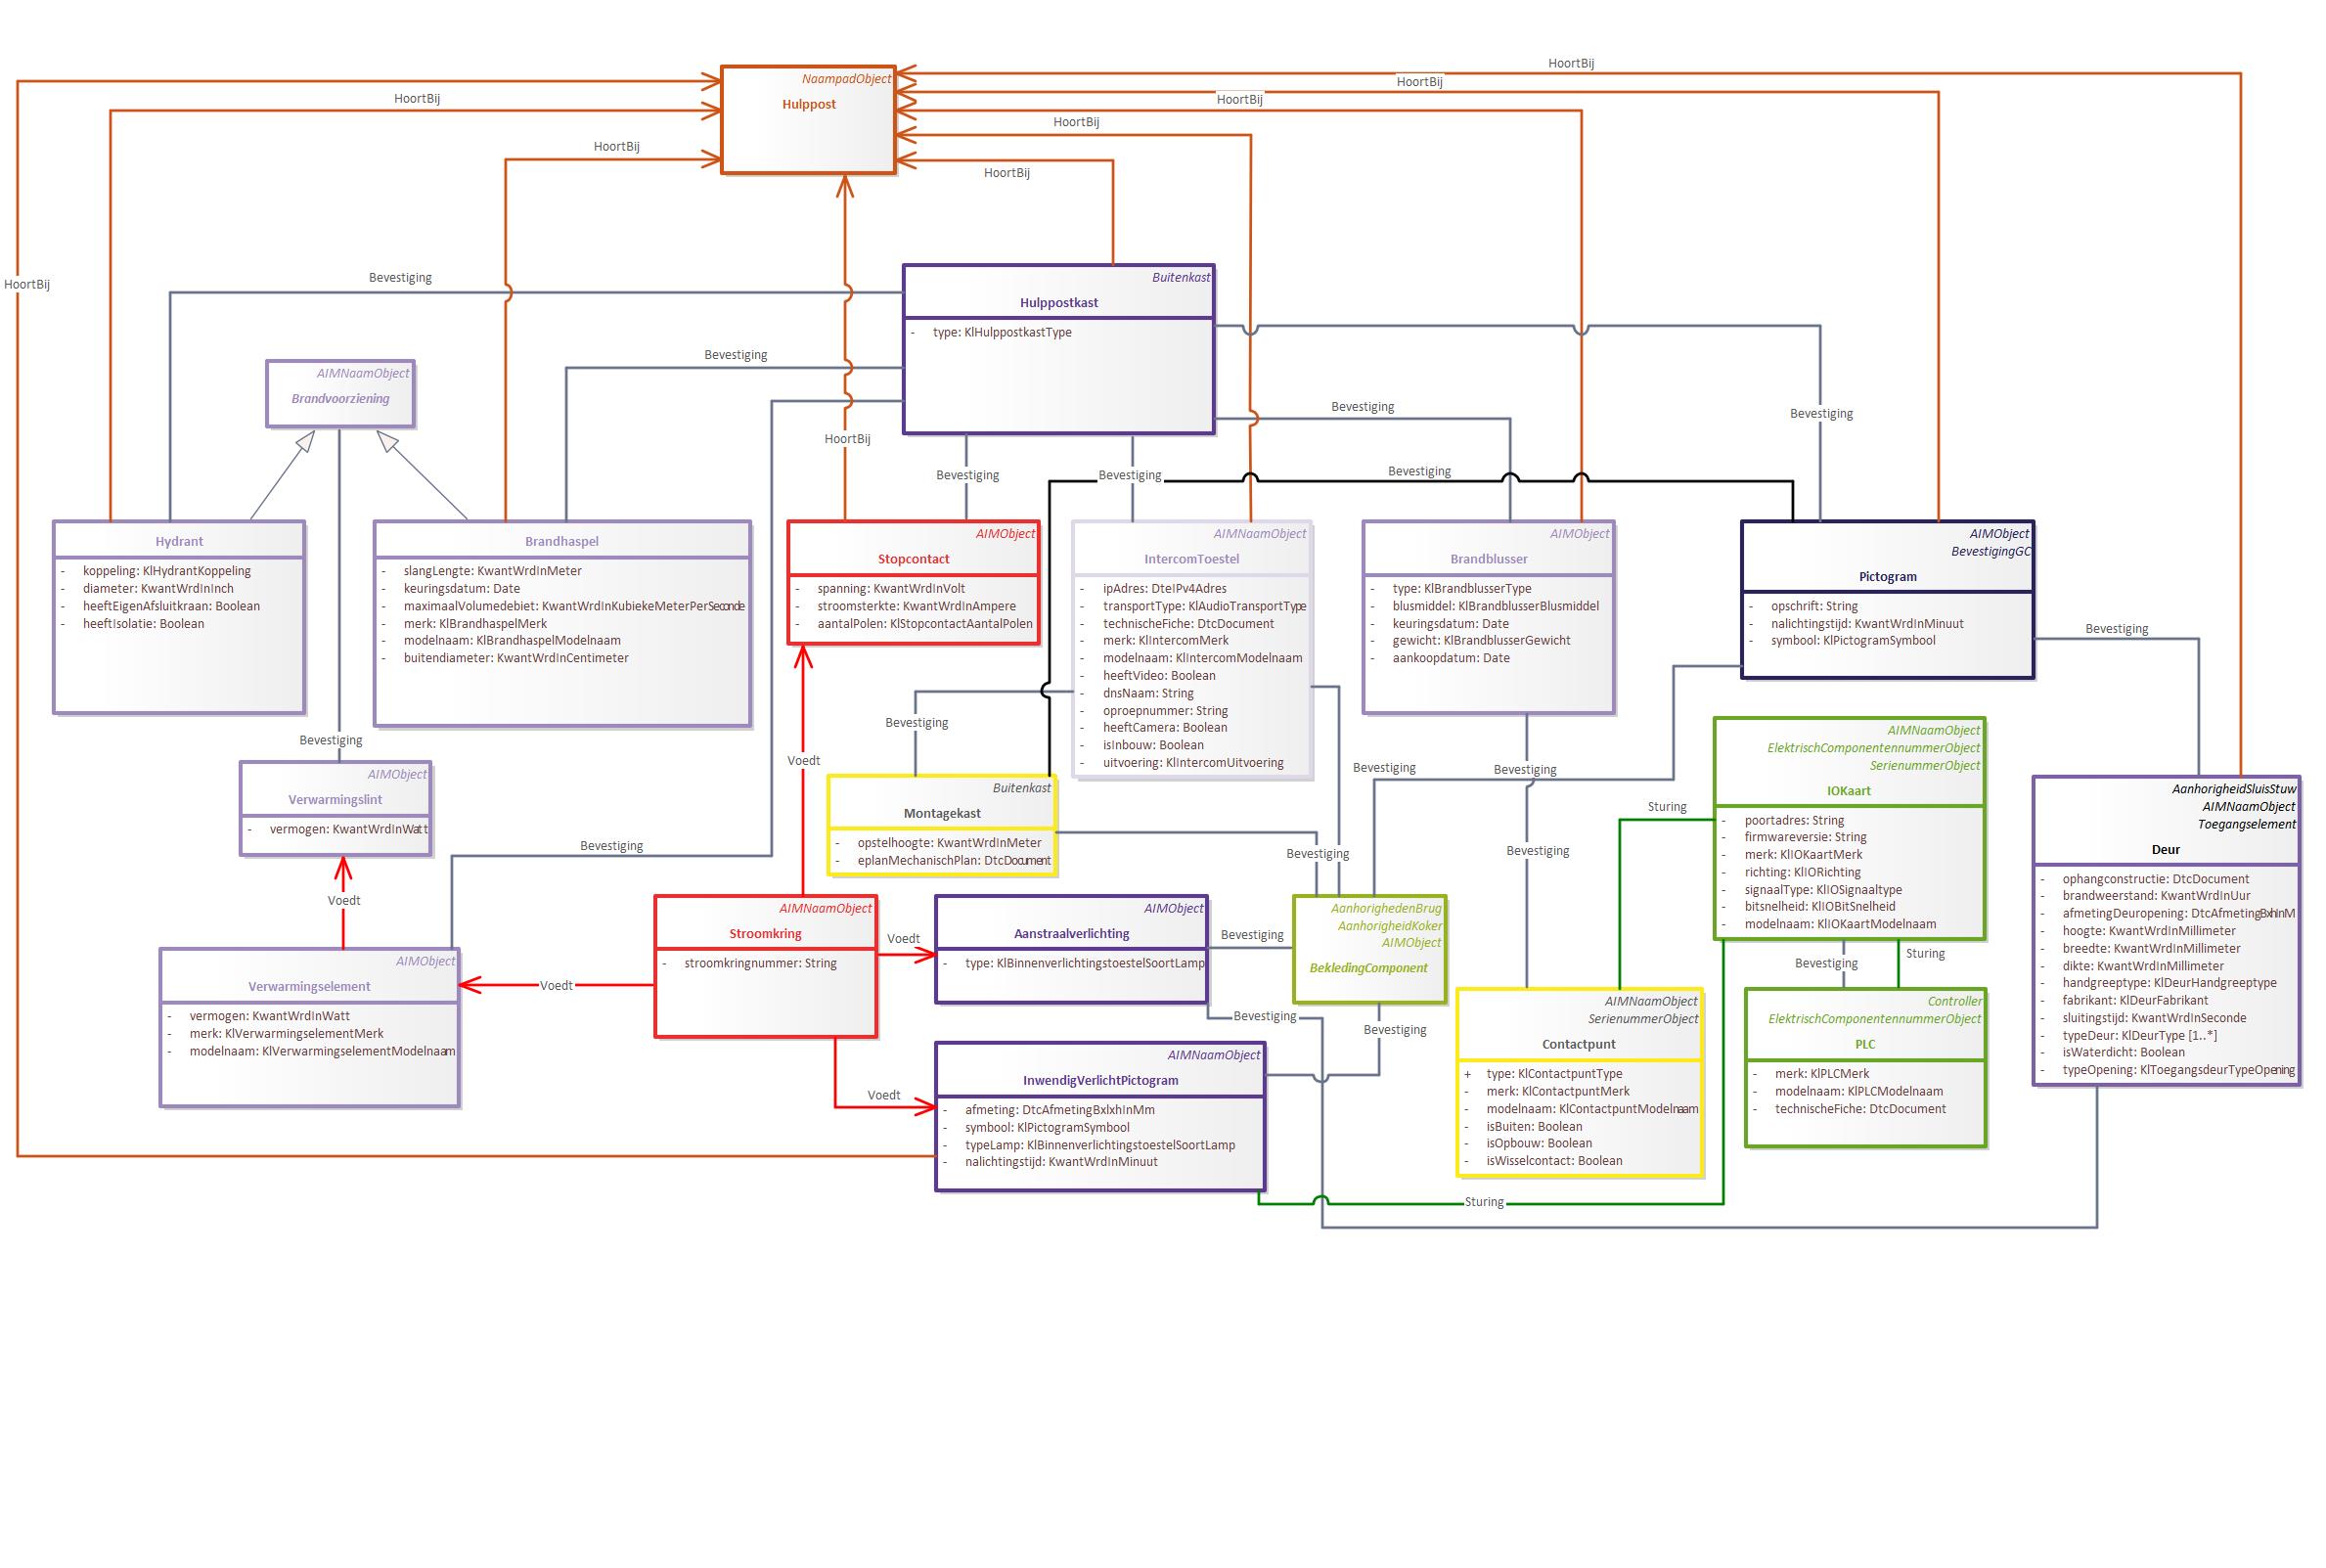 HoortBij
HoortBij
HoortBij
HoortBij
HoortBij
HoortBij
HoortBij
HoortBij
HoortBij
NaampadObject
Hulppost
Bevestiging
Buitenkast
Hulppostkast
- type: KlHulppostkastType
Bevestiging
AIMNaamObject
Brandvoorziening
Bevestiging
Bevestiging
HoortBij
Bevestiging
Bevestiging
Bevestiging
Hydrant
- koppeling: KlHydrantKoppeling
- diameter: KwantWrdInInch
- heeftEigenAfsluitkraan: Boolean
- heeftIsolatie: Boolean
Brandhaspel
- slangLengte: KwantWrdInMeter
- keuringsdatum: Date
- maximaalVolumedebiet: KwantWrdInKubiekeMeterPerSeconde
- merk: KlBrandhaspelMerk
- modelnaam: KlBrandhaspelModelnaam
- buitendiameter: KwantWrdInCentimeter
AIMObject
Stopcontact
- spanning: KwantWrdInVolt
- stroomsterkte: KwantWrdInAmpere
- aantalPolen: KlStopcontactAantalPolen
AIMNaamObject
IntercomToestel
- ipAdres: DteIPv4Adres
- transportType: KlAudioTransportType
- technischeFiche: DtcDocument
- merk: KlIntercomMerk
- modelnaam: KlIntercomModelnaam
- heeftVideo: Boolean
- dnsNaam: String
- oproepnummer: String
- heeftCamera: Boolean
- isInbouw: Boolean
- uitvoering: KlIntercomUitvoering
AIMObject
Brandblusser
- type: KlBrandblusserType
- blusmiddel: KlBrandblusserBlusmiddel
- keuringsdatum: Date
- gewicht: KlBrandblusserGewicht
- aankoopdatum: Date
AIMObject
BevestigingGC
Pictogram
- opschrift: String
- nalichtingstijd: KwantWrdInMinuut
- symbool: KlPictogramSymbool
Bevestiging
Bevestiging
Bevestiging
Voedt
Bevestiging
Bevestiging
AIMObject
Verwarmingslint
- vermogen: KwantWrdInWatt
Bevestiging
Buitenkast
Montagekast
- opstelhoogte: KwantWrdInMeter
- eplanMechanischPlan: DtcDocument
Bevestiging
Bevestiging
Sturing
AIMNaamObject
ElektrischComponentennummerObject
SerienummerObject
IOKaart
- poortadres: String
- firmwareversie: String
- merk: KlIOKaartMerk
- richting: KlIORichting
- signaalType: KlIOSignaaltype
- bitsnelheid: KlIOBitSnelheid
- modelnaam: KlIOKaartModelnaam
AanhorigheidSluisStuw
AIMNaamObject
Toegangselement
Deur
- ophangconstructie: DtcDocument
- brandweerstand: KwantWrdInUur
- afmetingDeuropening: DtcAfmetingBxhInM
- hoogte: KwantWrdInMillimeter
- breedte: KwantWrdInMillimeter
- dikte: KwantWrdInMillimeter
- handgreeptype: KlDeurHandgreeptype
- fabrikant: KlDeurFabrikant
- sluitingstijd: KwantWrdInSeconde
- typeDeur: KlDeurType [1..*]
- isWaterdicht: Boolean
- typeOpening: KlToegangsdeurTypeOpening
Voedt
AIMObject
Verwarmingselement
- vermogen: KwantWrdInWatt
- merk: KlVerwarmingselementMerk
- modelnaam: KlVerwarmingselementModelnaam
Voedt
AIMNaamObject
Stroomkring
- stroomkringnummer: String
Voedt
AIMObject
Aanstraalverlichting
- type: KlBinnenverlichtingstoestelSoortLamp
Bevestiging
AanhorighedenBrug
AanhorigheidKoker
AIMObject
BekledingComponent
Bevestiging
Bevestiging
Bevestiging
Sturing
AIMNaamObject
SerienummerObject
Contactpunt
+ type: KlContactpuntType
- merk: KlContactpuntMerk
- modelnaam: KlContactpuntModelnaam
- isBuiten: Boolean
- isOpbouw: Boolean
- isWisselcontact: Boolean
Controller
ElektrischComponentennummerObject
PLC
- merk: KlPLCMerk
- modelnaam: KlPLCModelnaam
- technischeFiche: DtcDocument
Voedt
AIMNaamObject
InwendigVerlichtPictogram
- afmeting: DtcAfmetingBxlxhInMm
- symbool: KlPictogramSymbool
- typeLamp: KlBinnenverlichtingstoestelSoortLamp
- nalichtingstijd: KwantWrdInMinuut
Sturing